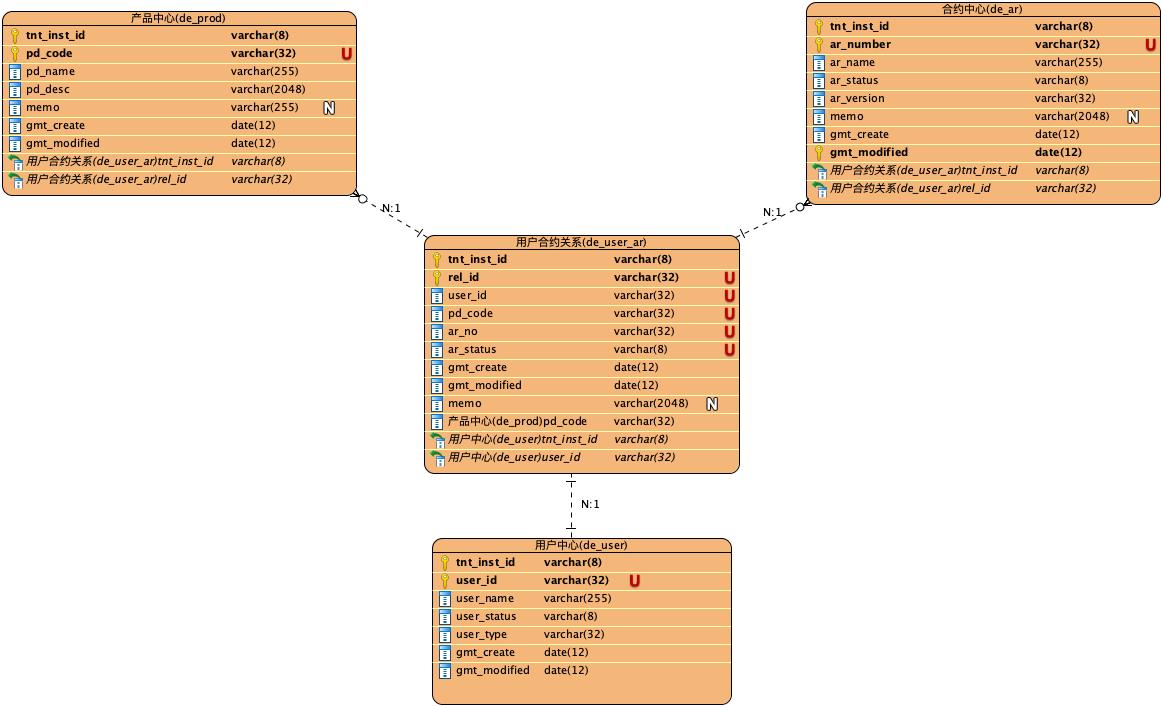 产品中心(de_prod)
tnt_inst_id varchar(8)
pd_code varchar(32) U
pd_name varchar(255)
pd_desc varchar(2048)
memo varchar(255) N
gmt_create date(12)
gmt_modified date(12)
用户合约关系(de_user_ar)tnt_inst_id varchar(8)
用户合约关系(de_user_ar)rel_id varchar(32)
合约中心(de_ar)
tnt_inst_id varchar(8)
ar_number varchar(32) U
ar_name varchar(255)
ar_status varchar(8)
ar_version varchar(32)
memo varchar(2048) N
gmt_create date(12)
gmt_modified date(12)
用户合约关系(de_user_ar)tnt_inst_id varchar(8)
用户合约关系(de_user_ar)rel_id varchar(32)
N:1
N:1
用户合约关系(de_user_ar)
tnt_inst_id varchar(8)
rel_id varchar(32) U
user_id varchar(32) U
pd_code varchar(32) U
ar_no varchar(32) U
ar_status varchar(8) U
gmt_create date(12)
gmt_modified date(12)
memo varchar(2048) N
产品中心(de_prod)pd_code varchar(32)
用户中心(de_user)tnt_inst_id varchar(8)
用户中心(de_user)user_id varchar(32)
N:1
用户中心(de_user)
tnt_inst_id varchar(8)
user_id varchar(32) U
user_name varchar(255)
user_status varchar(8)
user_type varchar(32)
gmt_create date(12)
gmt_modified date(12)